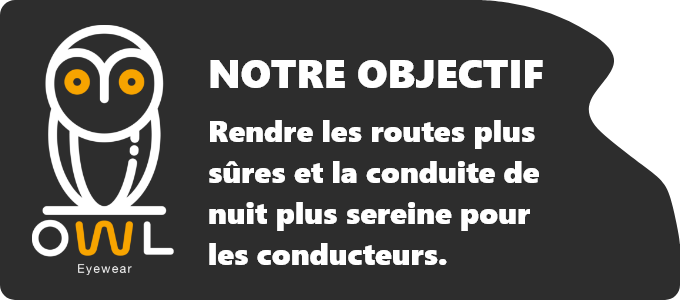 NOTRE OBJECTIF
Rendre les routes plus
sûres et la conduite de
nuit plus sereine pour
les conducteurs.
OWL
Eyewear